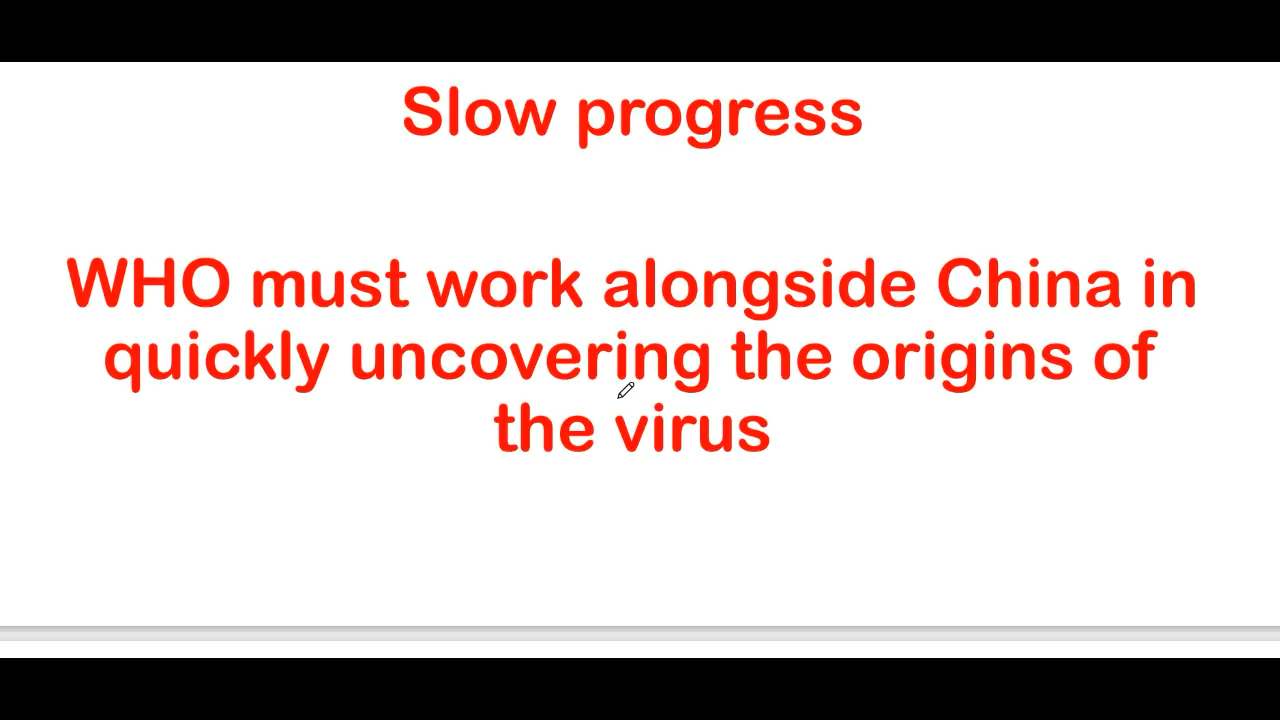 Slow progress
WHO must work alongside China in
quickly uncovering the origins of
the virus